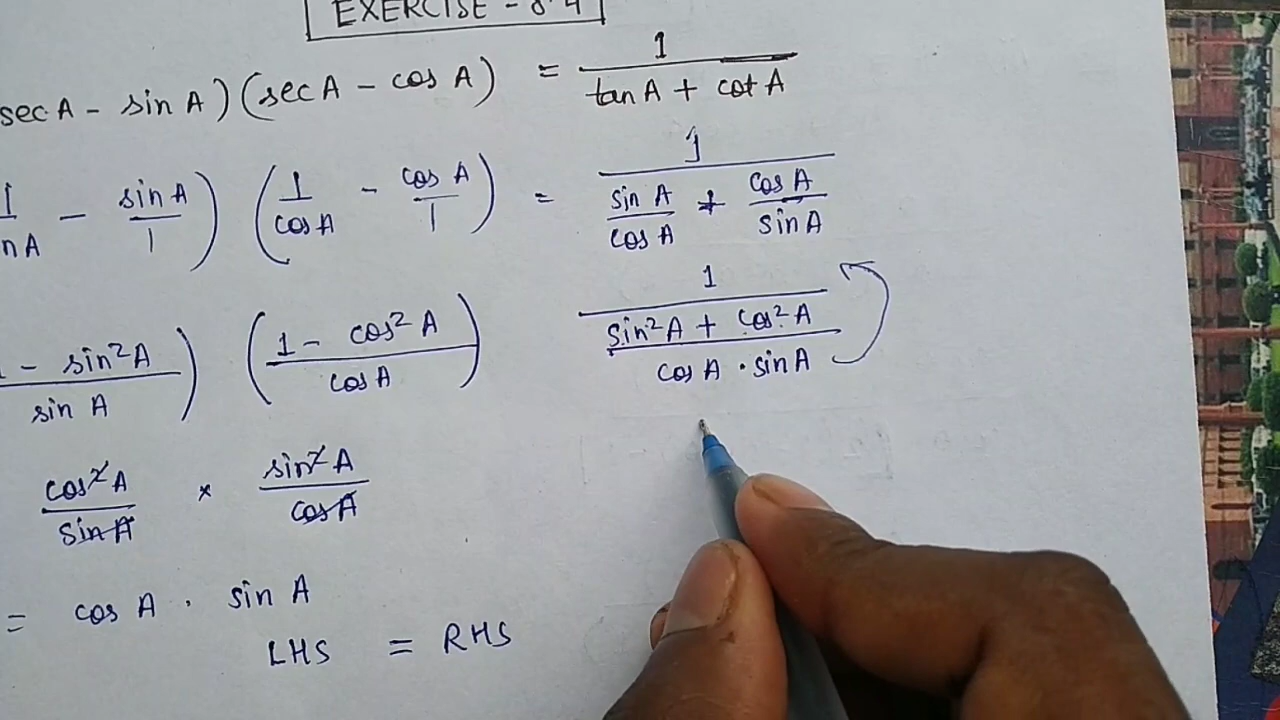 EXERCISE - 8.4
sec A - sin A) (sec A - cos A) = 1 / (tan A + cot A)
1/nA - sin A/1) (1/cos A - cos A/1) = 1 / (sin A/cos A + cos A/sin A)
- sin²A / sin A) (1 - cos²A / cos A) 1 / (sin²A + cos²A / cos A · sin A)
cos²A / sin A × sin²A / cos A
= cos A · sin A
LHS = RHS